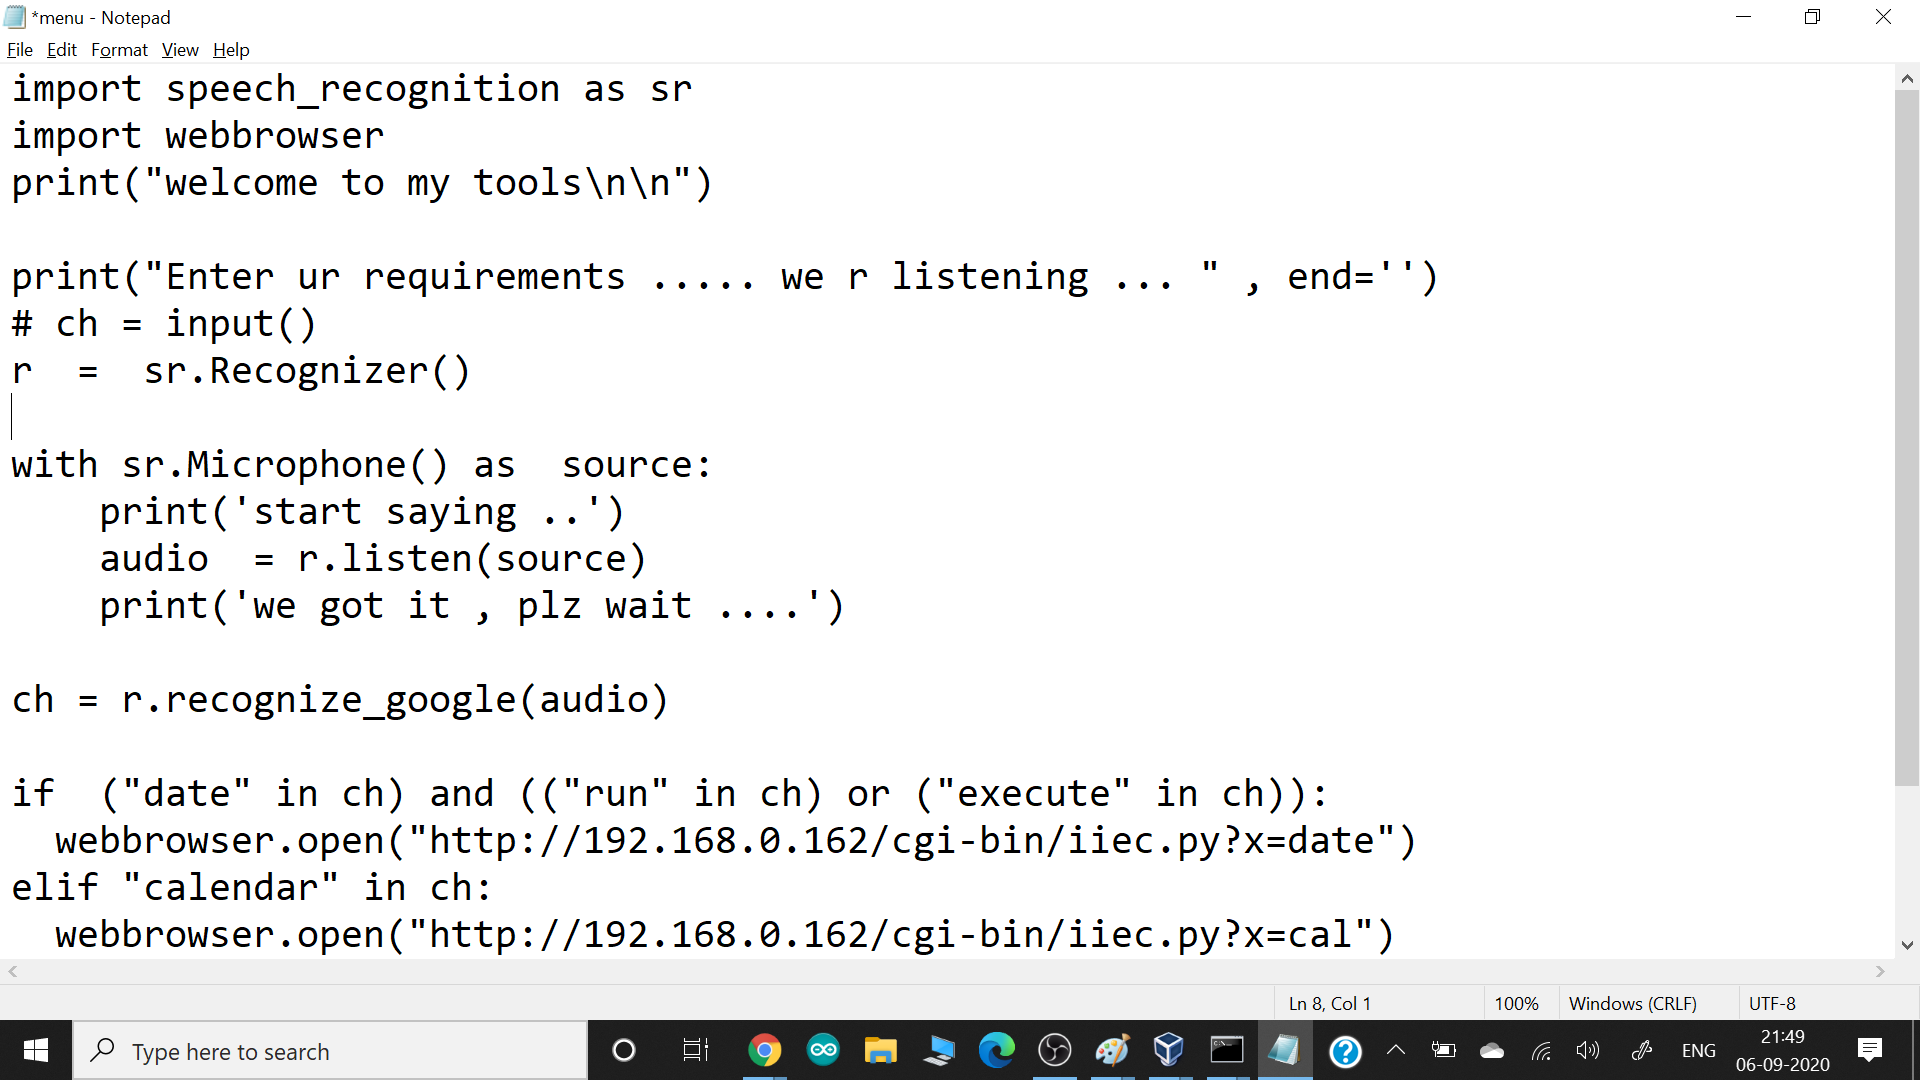 *menu - Notepad
File Edit Format View Help
import speech_recognition as sr
import webbrowser
print("welcome to my tools\n\n")
print("Enter ur requirements ..... we r listening ... " , end='')
# ch = input()
r  =  sr.Recognizer()
with sr.Microphone() as  source:
    print('start saying ..')
    audio  = r.listen(source)
    print('we got it , plz wait ....')
ch = r.recognize_google(audio)
if  ("date" in ch) and (("run" in ch) or ("execute" in ch)):
  webbrowser.open("http://192.168.0.162/cgi-bin/iiec.py?x=date")
elif "calendar" in ch:
  webbrowser.open("http://192.168.0.162/cgi-bin/iiec.py?x=cal")
Ln 8, Col 1 100% Windows (CRLF) UTF-8
Type here to search
ENG
21:49
06-09-2020